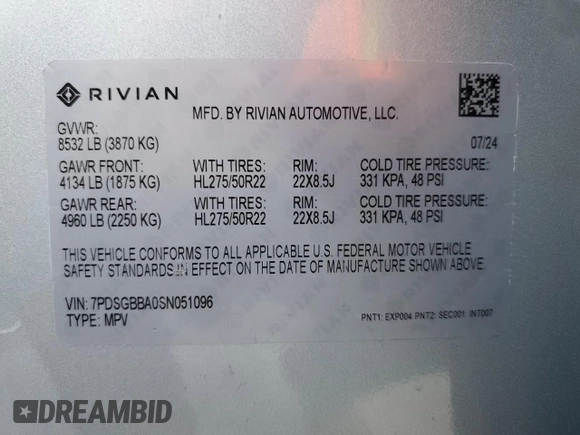 RIVIAN
MFD. BY RIVIAN AUTOMOTIVE, LLC.
GVWR:
8532 LB (3870 KG) 07/24
GAWR FRONT: WITH TIRES: RIM: COLD TIRE PRESSURE:
4134 LB (1875 KG) HL275/50R22 22X8.5J 331 KPA, 48 PSI
GAWR REAR: WITH TIRES: RIM: COLD TIRE PRESSURE:
4960 LB (2250 KG) HL275/50R22 22X8.5J 331 KPA, 48 PSI
THIS VEHICLE CONFORMS TO ALL APPLICABLE U.S. FEDERAL MOTOR VEHICLE
SAFETY STANDARDS IN EFFECT ON THE DATE OF MANUFACTURE SHOWN ABOVE.
VIN: 7PDSGBBA0SN051096
TYPE: MPV PNT1: EXP004 PNT2: SEC001 INT007
DREAMBID